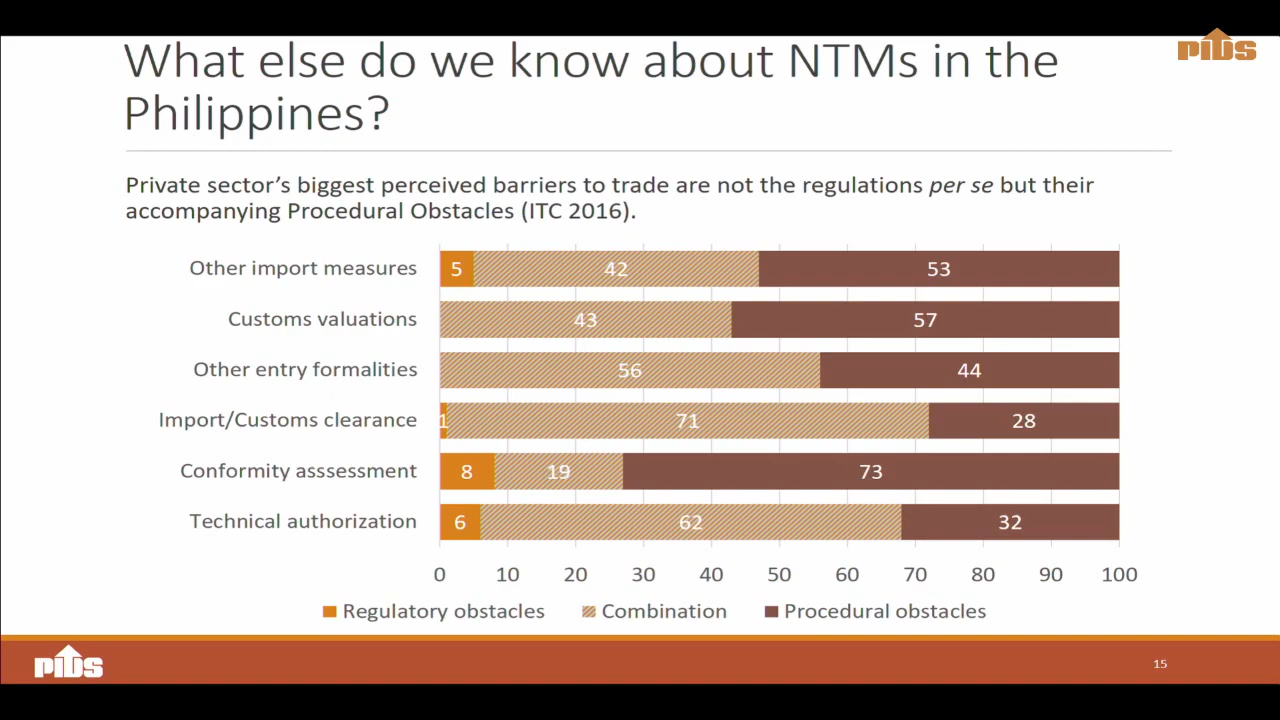 What else do we know about NTMs in the
Philippines?
PIDS
Private sector's biggest perceived barriers to trade are not the regulations per se but their
accompanying Procedural Obstacles (ITC 2016).
Other import measures 5 42 53
Customs valuations 43 57
Other entry formalities 56 44
Import/Customs clearance 1 71 28
Conformity asssessment 8 19 73
Technical authorization 6 62 32
0 10 20 30 40 50 60 70 80 90 100
Regulatory obstacles Combination Procedural obstacles
PIDS
15